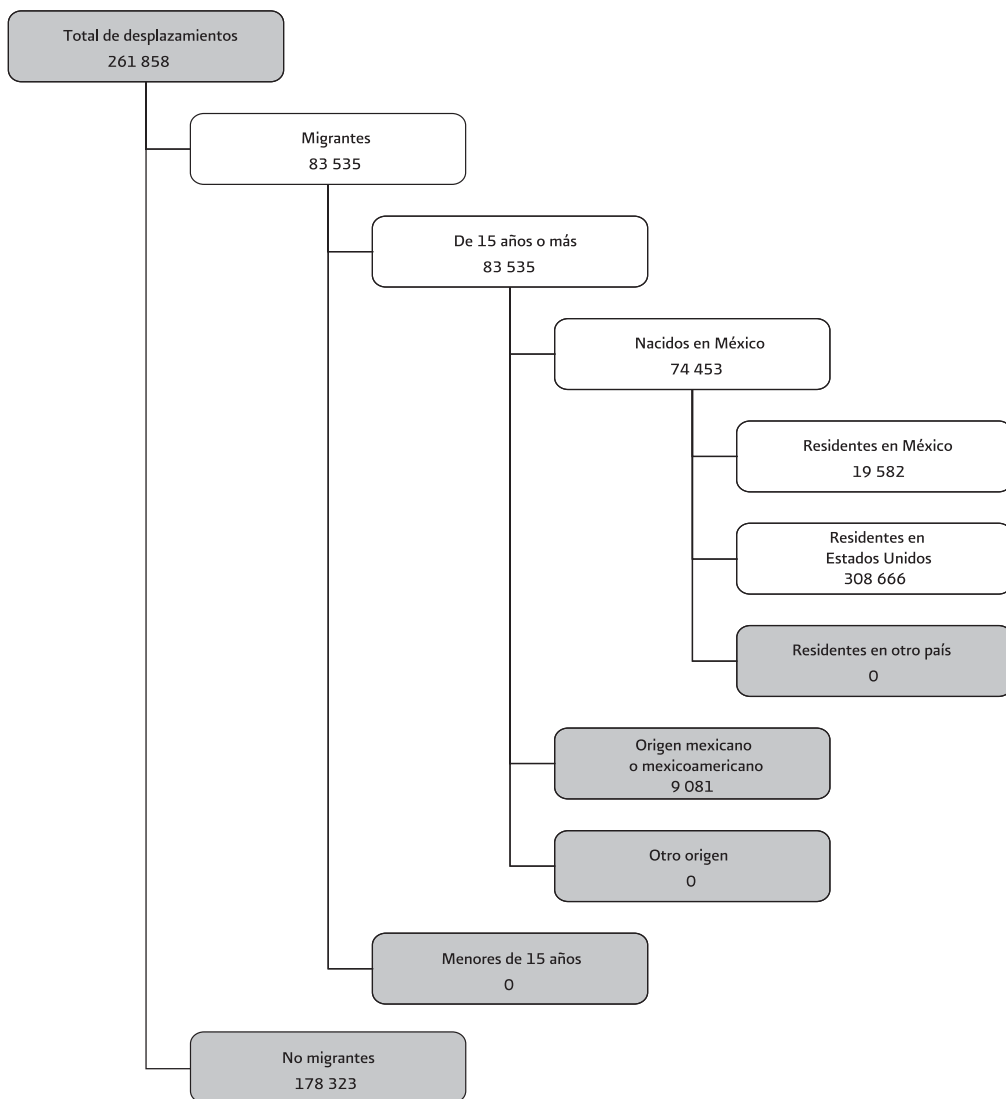 Total de desplazamientos
261 858
Migrantes
83 535
De 15 años o más
83 535
Nacidos en México
74 453
Residentes en México
19 582
Residentes en
Estados Unidos
308 666
Residentes en otro país
0
Origen mexicano
o mexicoamericano
9 081
Otro origen
0
Menores de 15 años
0
No migrantes
178 323